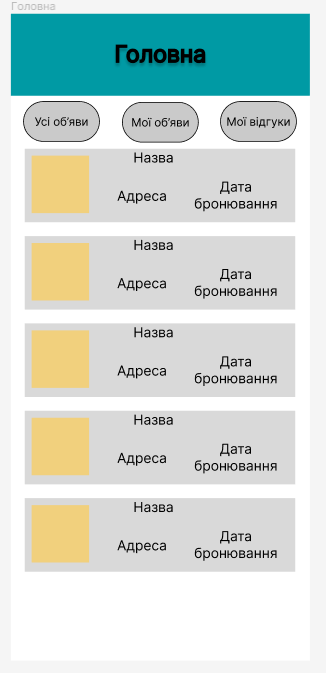 Головна
Головна
Усі об’яви
Мої об’яви
Мої відгуки
Назва
Адреса
Дата
бронювання
Назва
Адреса
Дата
бронювання
Назва
Адреса
Дата
бронювання
Назва
Адреса
Дата
бронювання
Назва
Адреса
Дата
бронювання